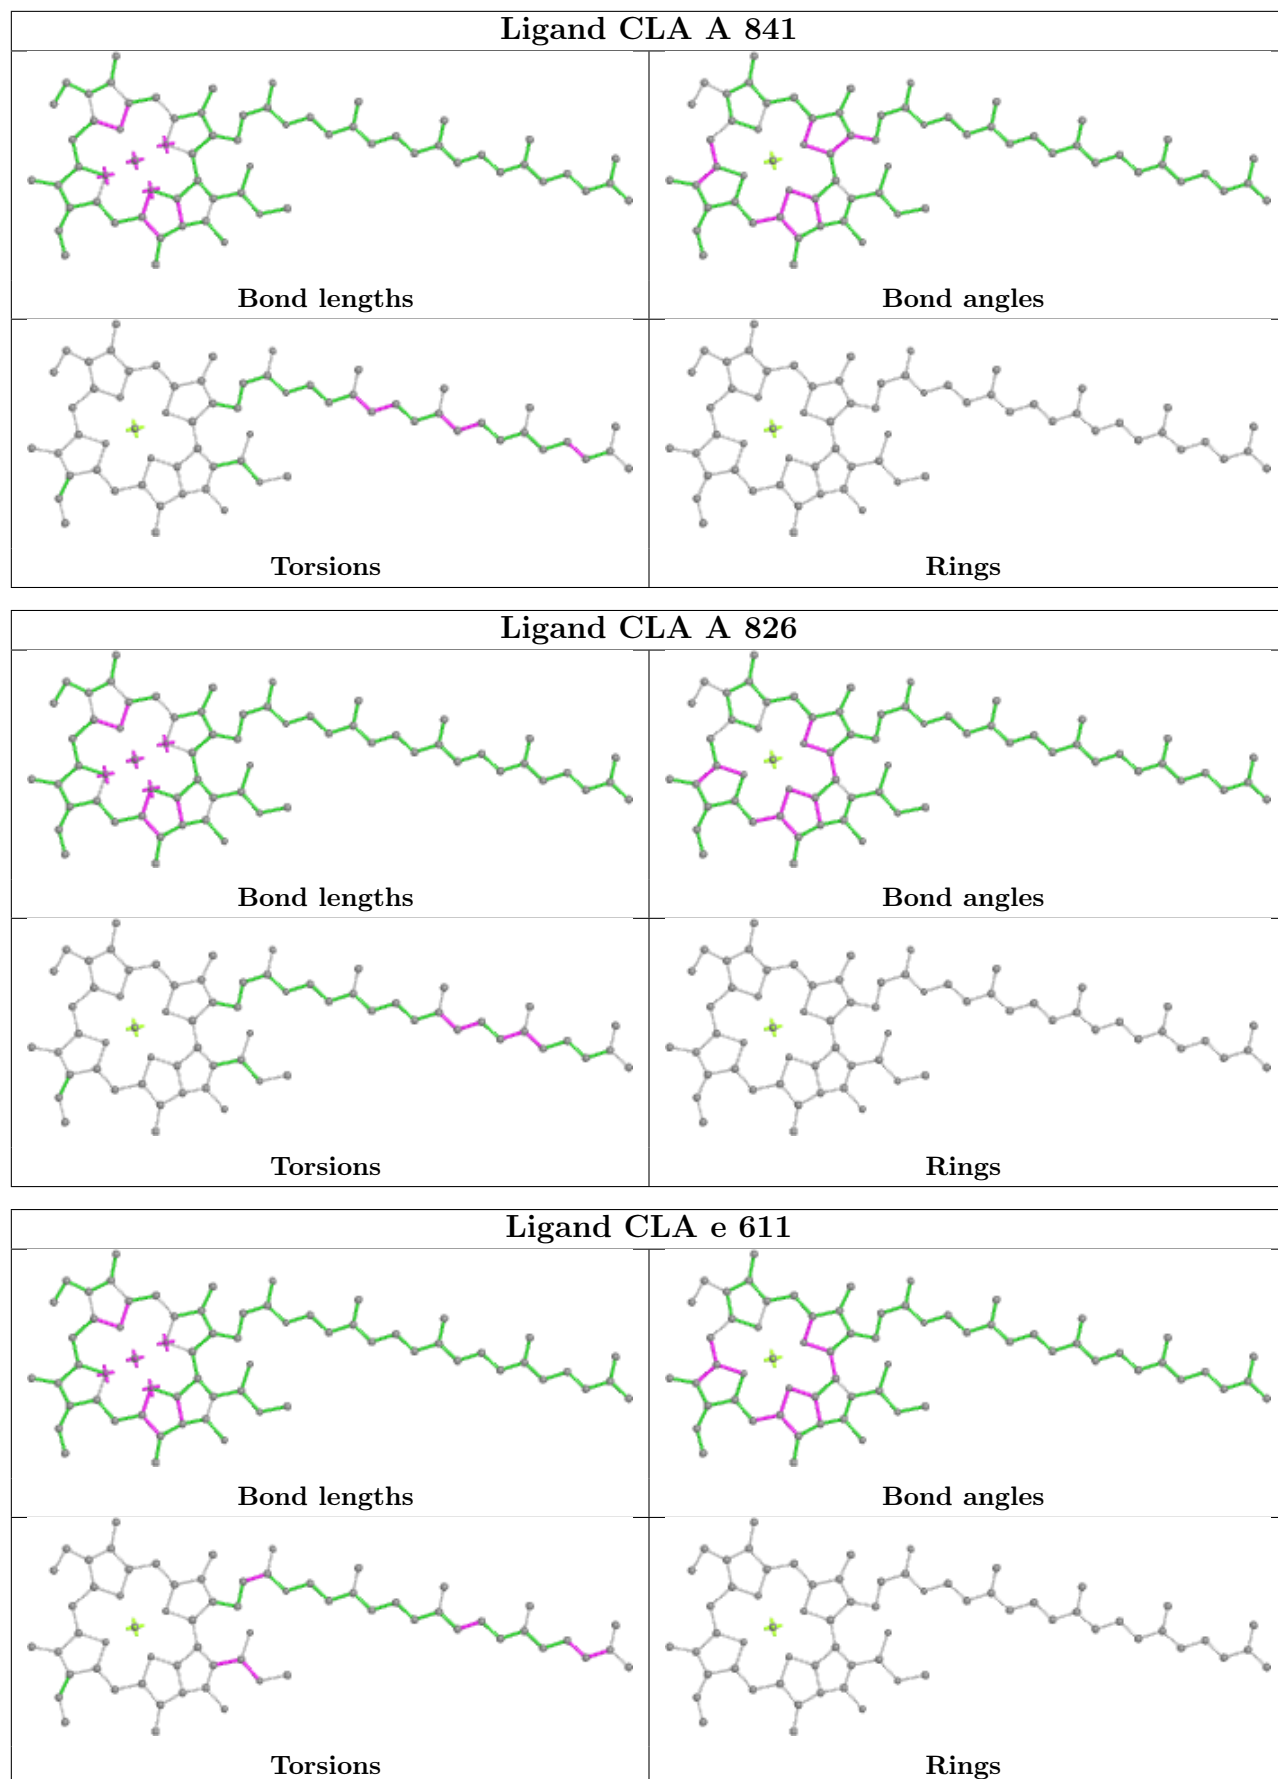 Ligand CLA A 841
Bond lengths
Bond angles
Torsions
Rings
Ligand CLA A 826
Bond lengths
Bond angles
Torsions
Rings
Ligand CLA e 611
Bond lengths
Bond angles
Torsions
Rings